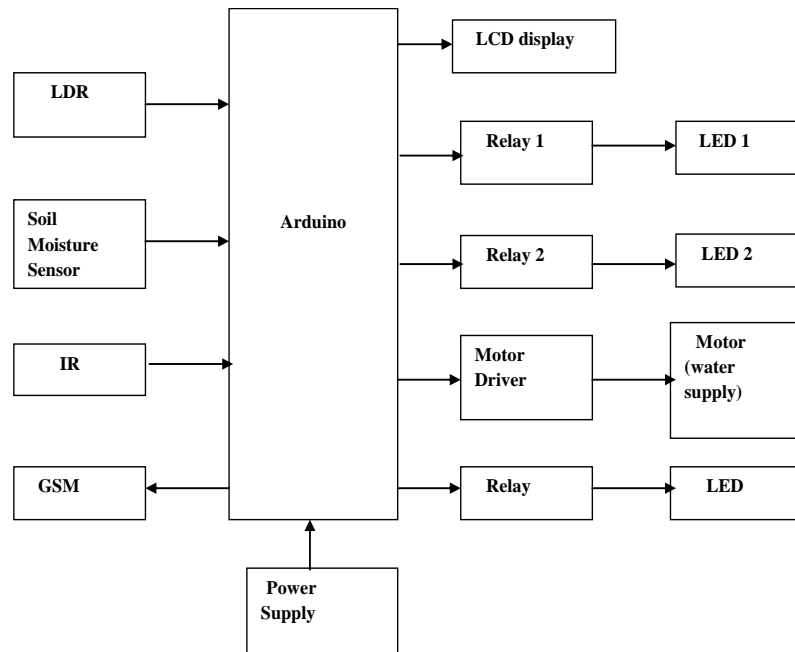 LCD display
LDR
Relay 1
LED 1
Soil
Moisture
Sensor
Arduino
Relay 2
LED 2
IR
Motor
Driver
Motor
(water
supply)
GSM
Relay
LED
Power
Supply